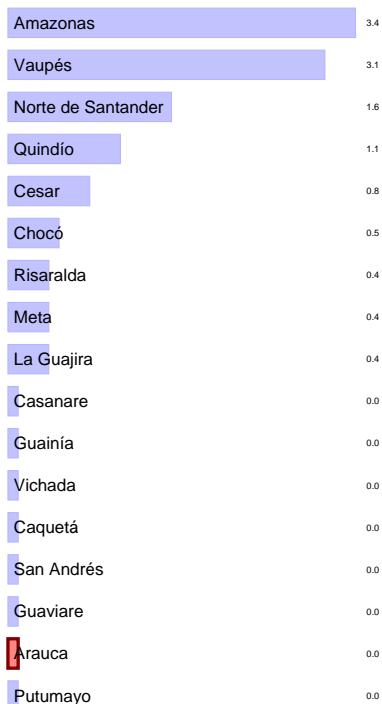 Amazonas 3.4
Vaupés 3.1
Norte de Santander 1.6
Quindío 1.1
Cesar 0.8
Chocó 0.5
Risaralda 0.4
Meta 0.4
La Guajira 0.4
Casanare 0.0
Guainía 0.0
Vichada 0.0
Caquetá 0.0
San Andrés 0.0
Guaviare 0.0
Arauca 0.0
Putumayo 0.0